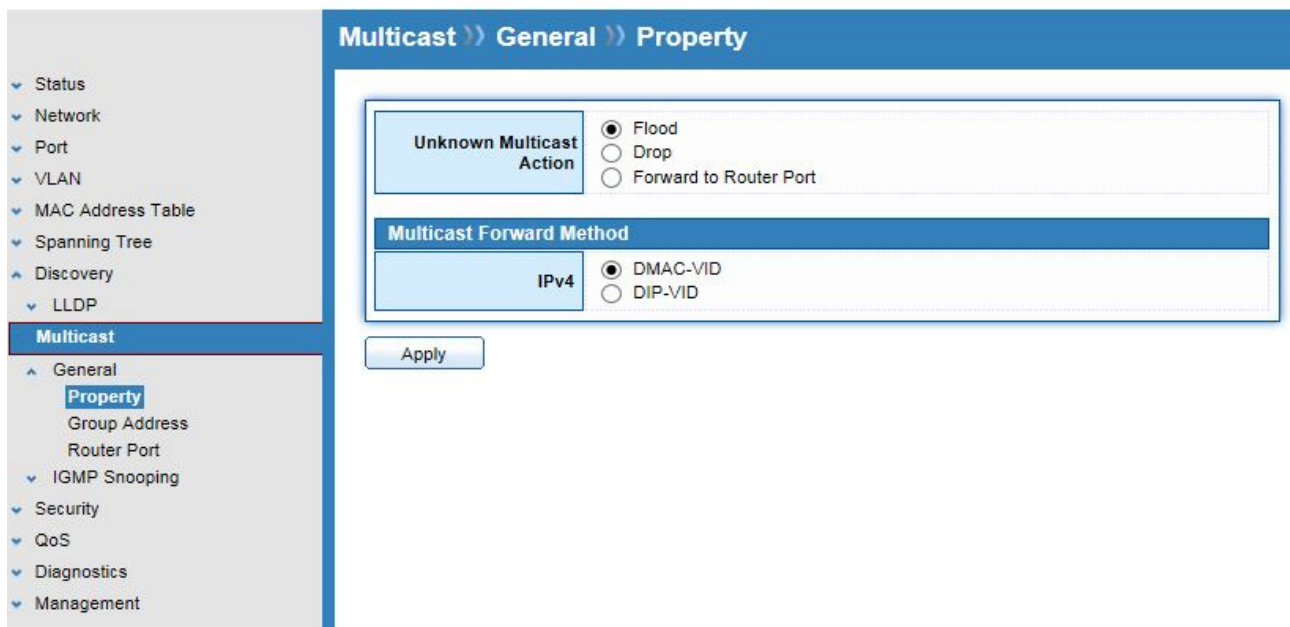 Multicast 》 General 》 Property
Status
Network
Port
VLAN
MAC Address Table
Spanning Tree
Discovery
LLDP
Multicast
General
Property
Group Address
Router Port
IGMP Snooping
Security
QoS
Diagnostics
Management
Unknown Multicast
Action
Flood
Drop
Forward to Router Port
Multicast Forward Method
IPv4
DMAC-VID
DIP-VID
Apply